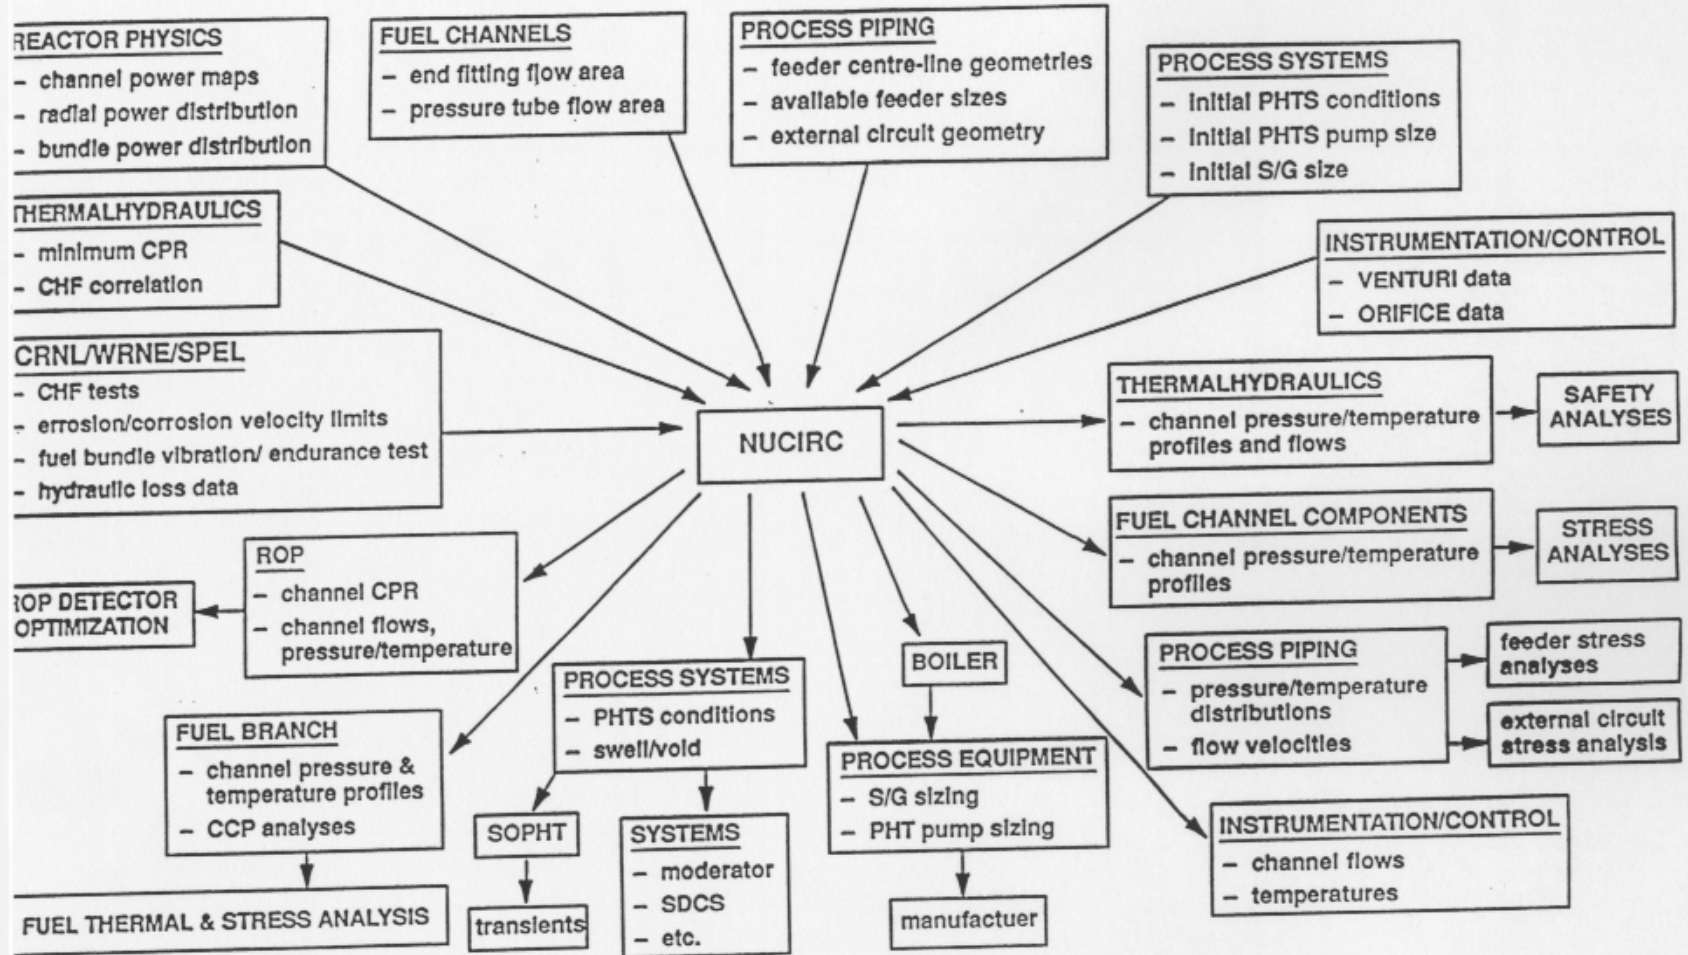 REACTOR PHYSICS
- channel power maps
- radial power distribution
- bundle power distribution
FUEL CHANNELS
- end fitting flow area
- pressure tube flow area
PROCESS PIPING
- feeder centre-line geometries
- available feeder sizes
- external circuit geometry
PROCESS SYSTEMS
- initial PHTS conditions
- initial PHTS pump size
- initial S/G size
THERMALHYDRAULICS
- minimum CPR
- CHF correlation
INSTRUMENTATION/CONTROL
- VENTURI data
- ORIFICE data
CRNL/WRNE/SPEL
- CHF tests
- errosion/corrosion velocity limits
- fuel bundle vibration/ endurance test
- hydraulic loss data
NUCIRC
THERMALHYDRAULICS
- channel pressure/temperature
profiles and flows
SAFETY
ANALYSES
FUEL CHANNEL COMPONENTS
- channel pressure/temperature
profiles
STRESS
ANALYSES
ROP
- channel CPR
- channel flows,
pressure/temperature
ROP DETECTOR
OPTIMIZATION
PROCESS PIPING
- pressure/temperature
distributions
- flow velocities
feeder stress
analyses
external circuit
stress analysis
BOILER
PROCESS SYSTEMS
- PHTS conditions
- swell/void
FUEL BRANCH
- channel pressure &
temperature profiles
- CCP analyses
PROCESS EQUIPMENT
- S/G sizing
- PHT pump sizing
SOPHT
SYSTEMS
- moderator
- SDCS
- etc.
INSTRUMENTATION/CONTROL
- channel flows
- temperatures
FUEL THERMAL & STRESS ANALYSIS
transients
manufactuer